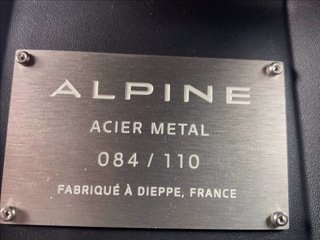 ALPINE
ACIER METAL
084 / 110
FABRIQUÉ À DIEPPE, FRANCE